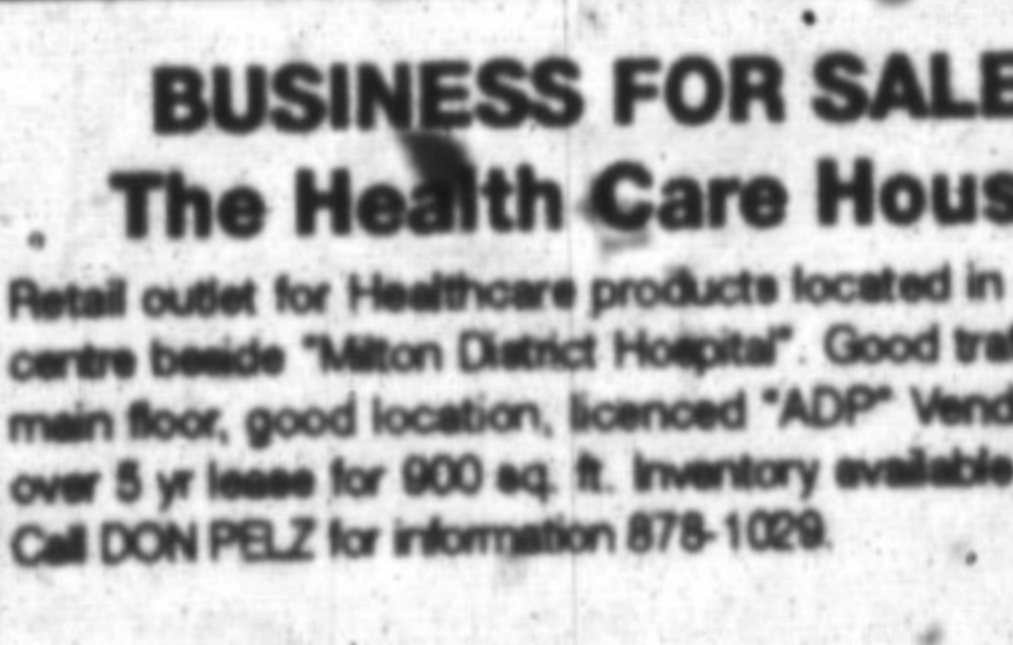 BUSINESS FOR SALE
The Health Care Hous
Retail outlet for Healthcare products located in
centre beside "Milton District Hospital". Good traf
main floor, good location, licenced "ADP" Vend
over 5 yr lease for 900 sq. ft. Inventory available
Call DON PELZ for information 878-1029.